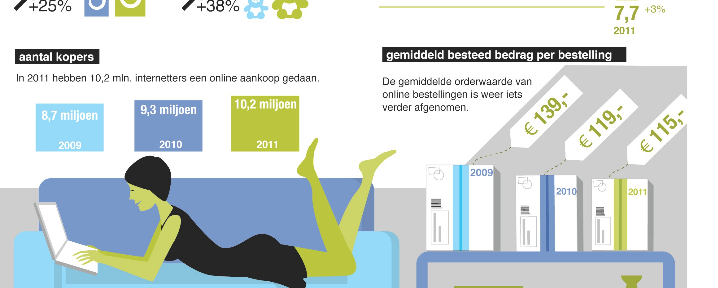 +25%
+38%
7,7 +3%
2011
aantal kopers
In 2011 hebben 10,2 mln. internetters een online aankoop gedaan.
8,7 miljoen
2009
9,3 miljoen
2010
10,2 miljoen
2011
gemiddeld besteed bedrag per bestelling
De gemiddelde orderwaarde van
online bestellingen is weer iets
verder afgenomen.
€ 139,-
€ 119,-
€ 115,-
2009
2010
2011